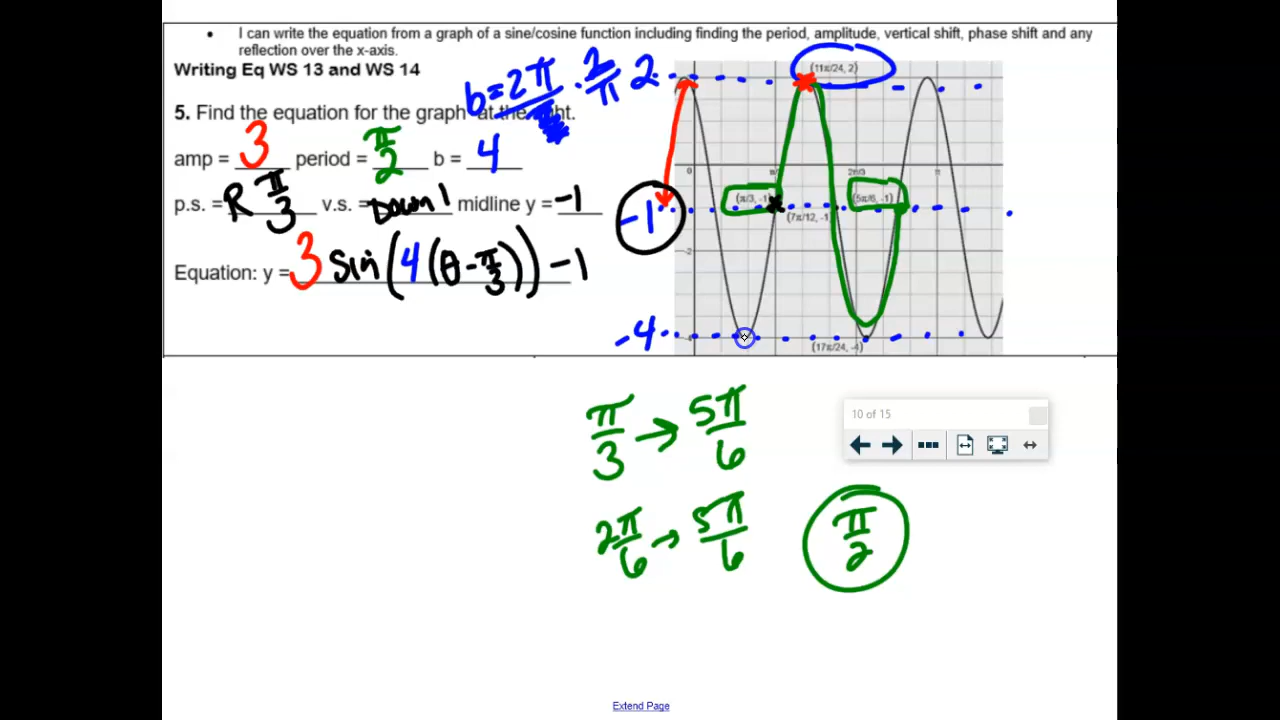 • I can write the equation from a graph of a sine/cosine function including finding the period, amplitude, vertical shift, phase shift and any
reflection over the x-axis.
Writing Eq WS 13 and WS 14
b = 2π · 2/π
5. Find the equation for the graph at the right.
amp = 3 period = π/2 b = 4
p.s. = R π/3 v.s. = Down 1 midline y = -1
Equation: y = 3 sin(4(θ - π/3)) - 1
2
(11π/24, 2)
0
2π/3
π
(π/3, -1)
(5π/6, -1)
-1
(7π/12, -1
-2
-4
(17π/24, -4)
π/3 → 5π/6
10 of 15
2π/6 → 5π/6
π/2
Extend Page